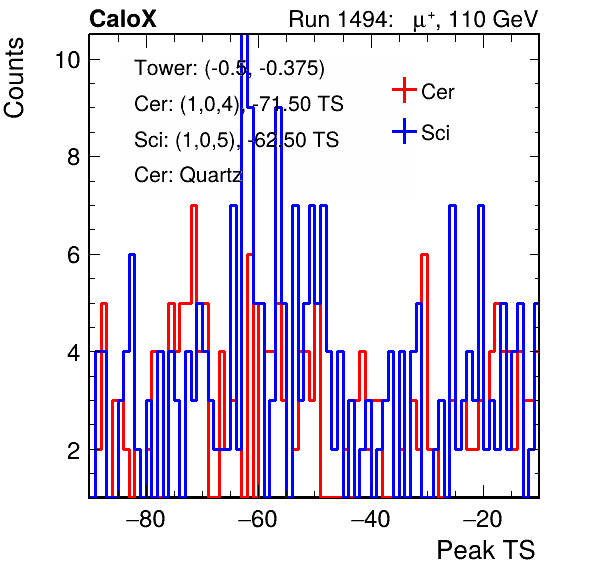 CaloX Run 1494: μ⁺, 110 GeV
Counts
Tower: (-0.5, -0.375)
Cer: (1,0,4), -71.50 TS
Sci: (1,0,5), -62.50 TS
Cer: Quartz
Cer
Sci
10
8
6
4
2
−80 −60 −40 −20
Peak TS